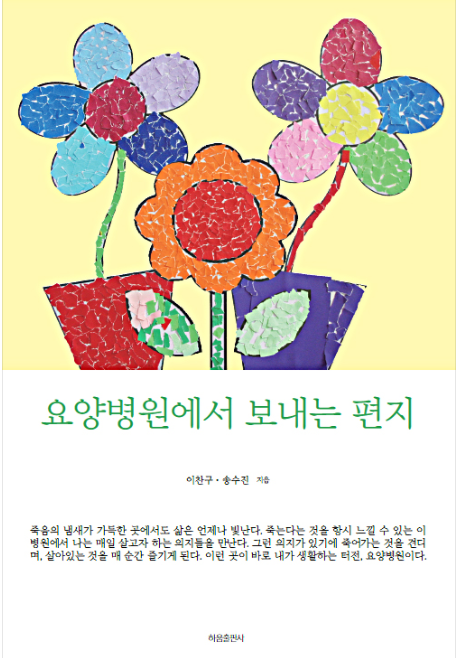 요양병원에서 보내는 편지
이찬구 · 송수진 지음
죽음의 냄새가 가득한 곳에서도 삶은 언제나 빛난다. 죽는다는 것을 항시 느낄 수 있는 이
병원에서 나는 매일 살고자 하는 의지들을 만난다. 그런 의지가 있기에 죽어가는 것을 견디
며, 살아있는 것을 매 순간 즐기게 된다. 이런 곳이 바로 내가 생활하는 터전, 요양병원이다.
하음출판사